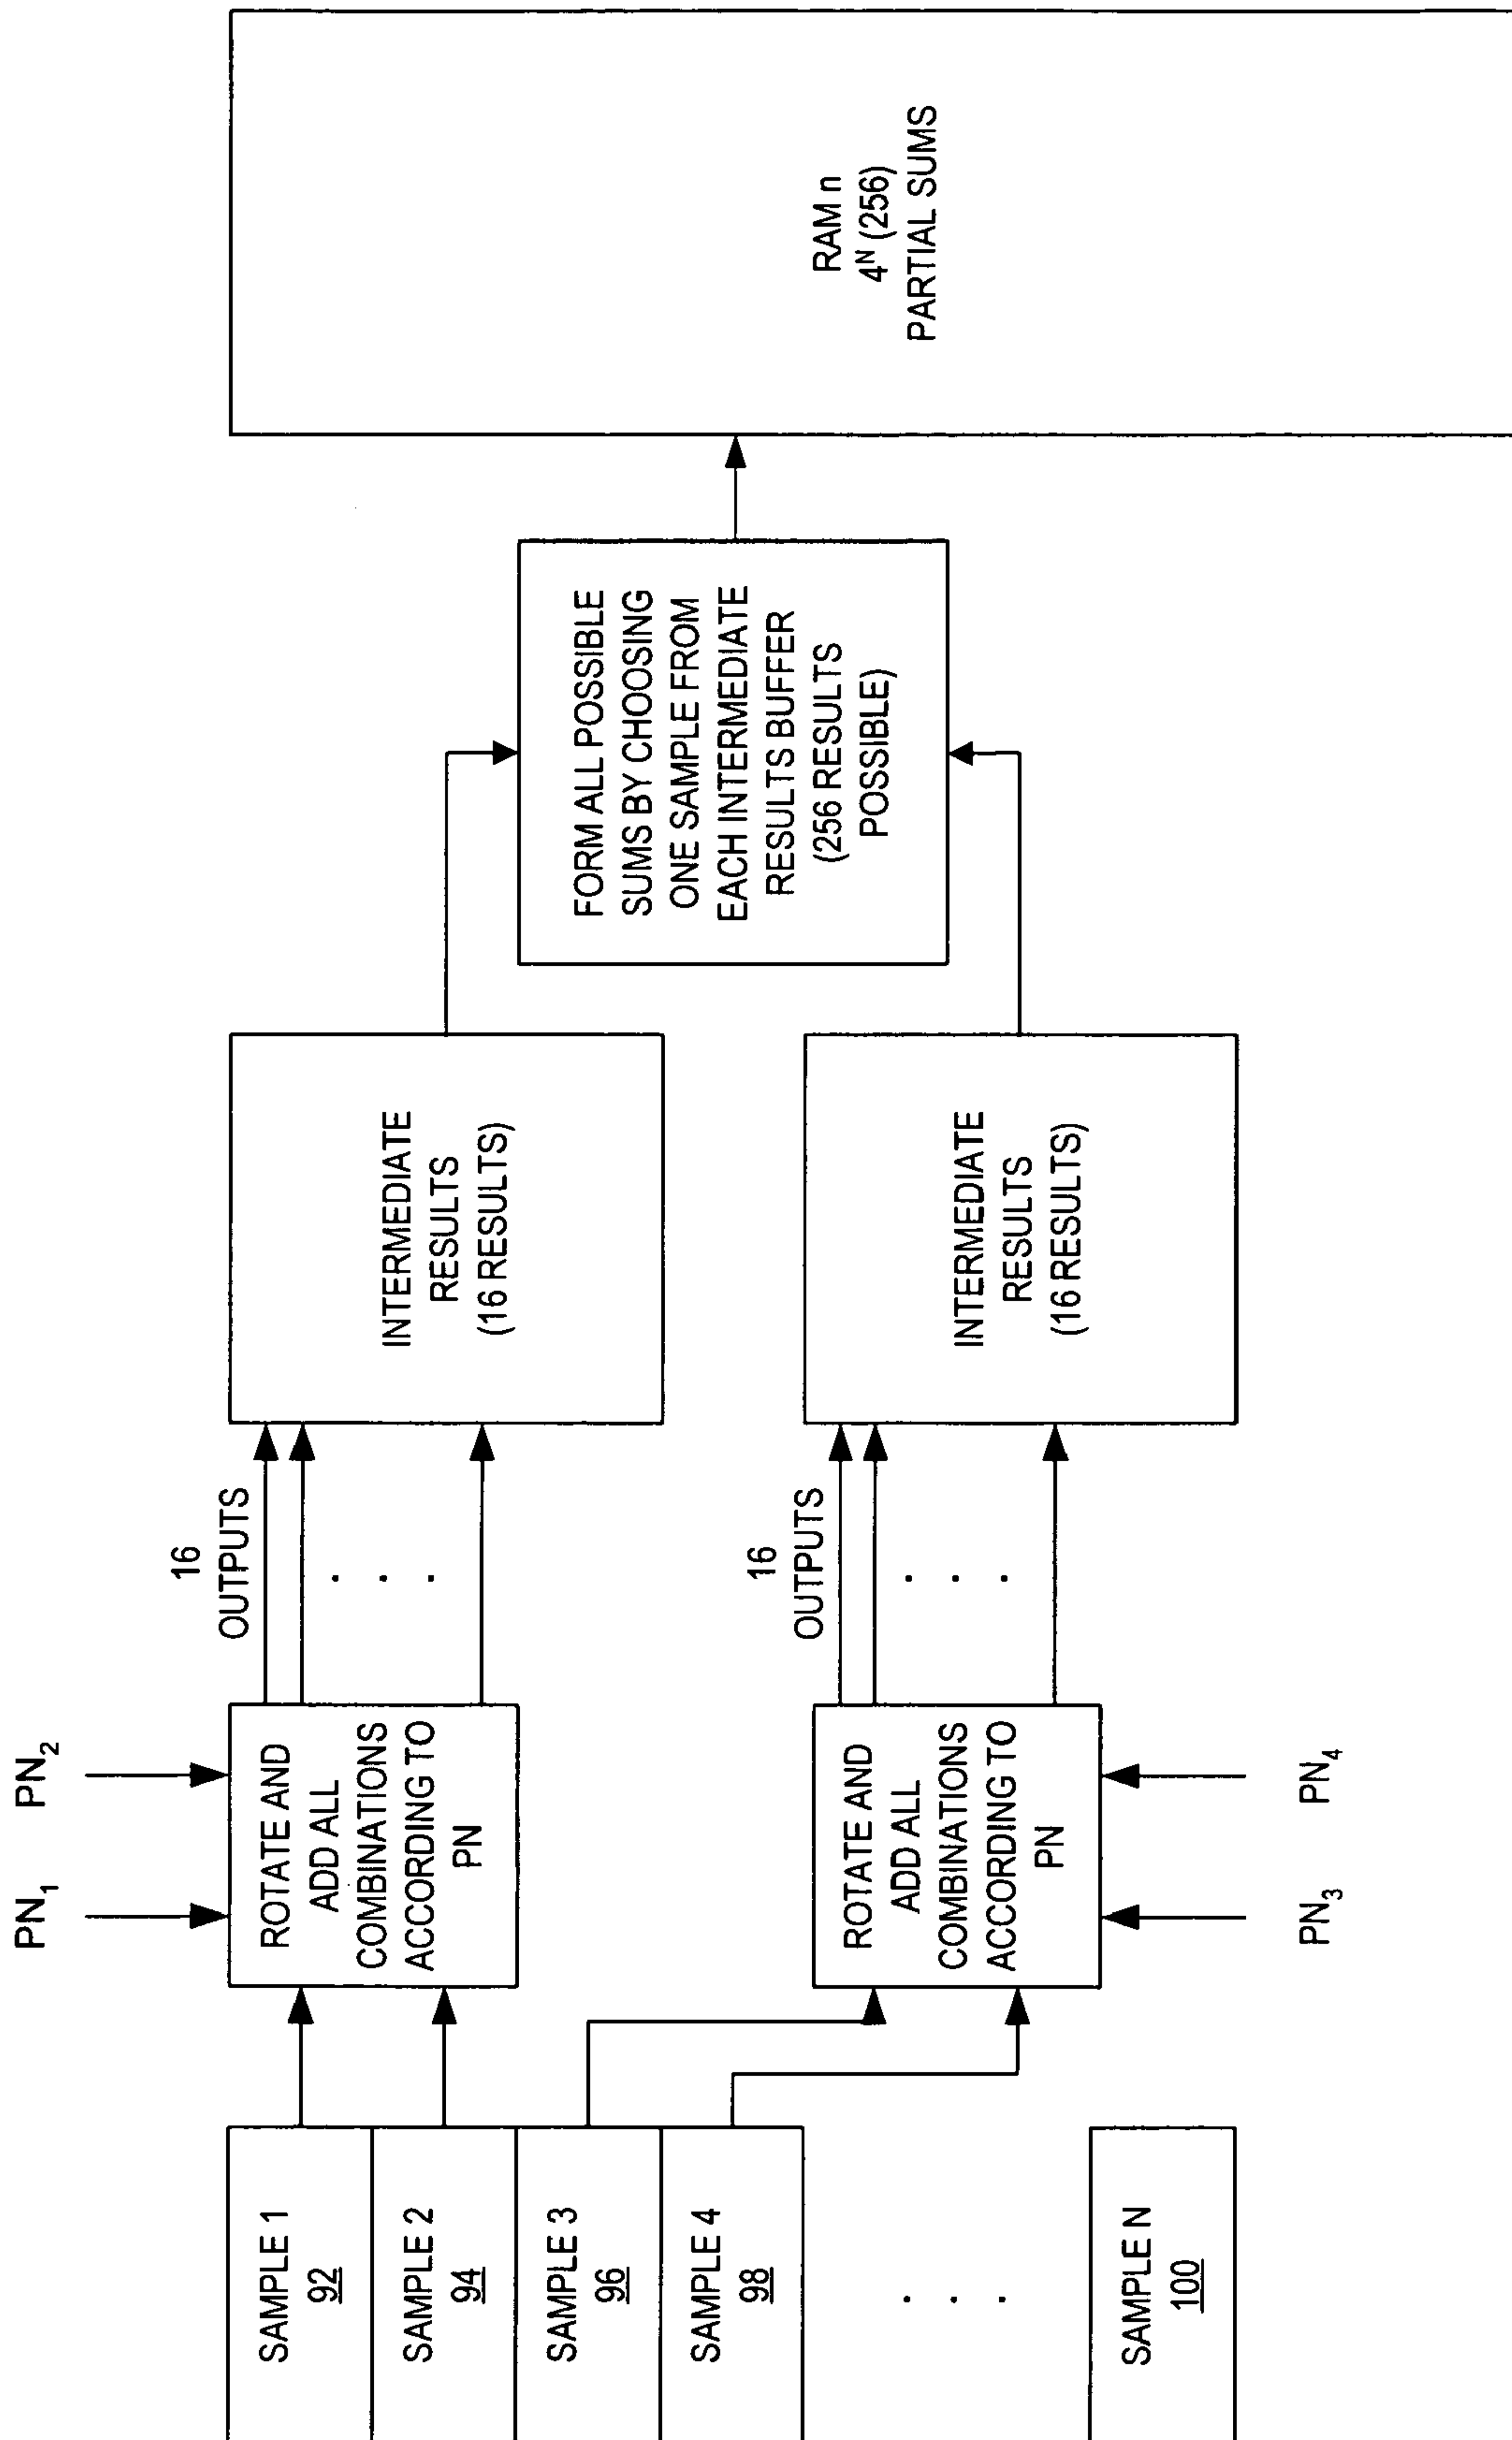 SAMPLE 1
92
SAMPLE 2
94
SAMPLE 3
96
SAMPLE 4
98
. . .
SAMPLE N
100
PN₁
PN₂
ROTATE AND
ADD ALL
COMBINATIONS
ACCORDING TO
PN
ROTATE AND
ADD ALL
COMBINATIONS
ACCORDING TO
PN
PN₃
PN₄
16
OUTPUTS
. . .
16
OUTPUTS
. . .
INTERMEDIATE
RESULTS
(16 RESULTS)
INTERMEDIATE
RESULTS
(16 RESULTS)
FORM ALL POSSIBLE
SUMS BY CHOOSING
ONE SAMPLE FROM
EACH INTERMEDIATE
RESULTS BUFFER
(256 RESULTS
POSSIBLE)
RAM n
4ᴺ (256)
PARTIAL SUMS